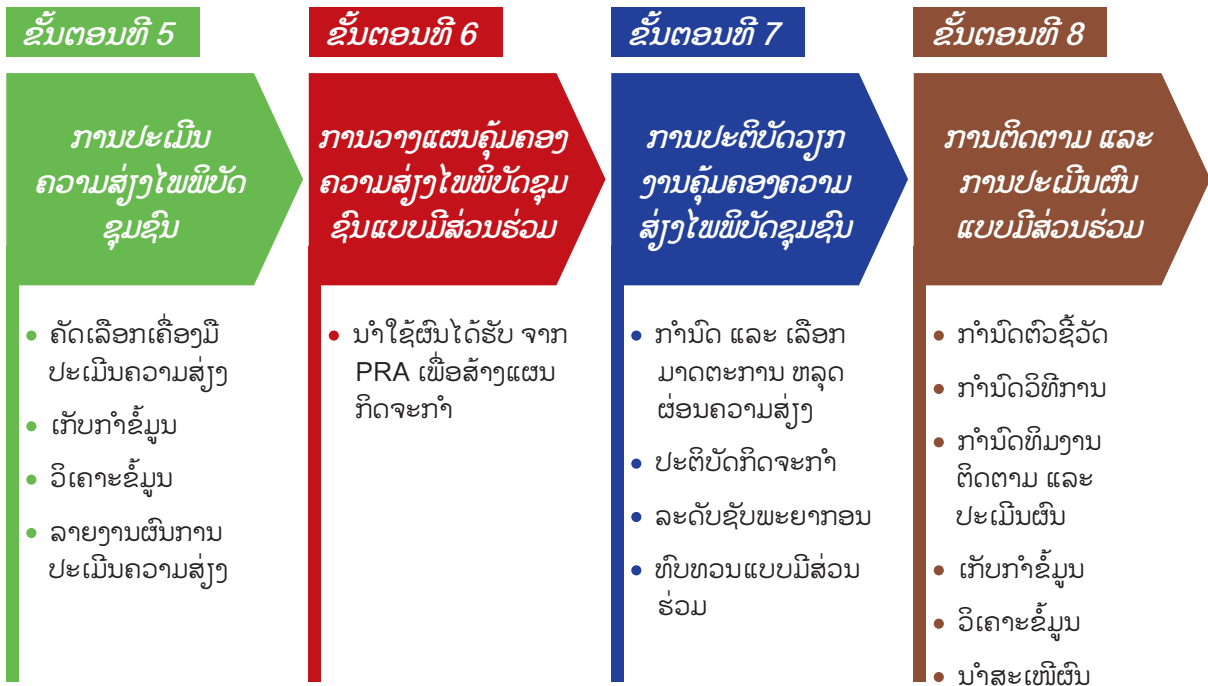 ຂັ້ນຕອນທີ 5
ການປະເມີນ
ຄວາມສ່ຽງໄພພິບັດ
ຊຸມຊົນ
• ຄັດເລືອກເຄື່ອງມື
ປະເມີນຄວາມສ່ຽງ
• ເກັບກຳຂໍ້ມູນ
• ວິເຄາະຂໍ້ມູນ
• ລາຍງານຜົນການ
ປະເມີນຄວາມສ່ຽງ
ຂັ້ນຕອນທີ 6
ການວາງແຜນຄຸ້ມຄອງ
ຄວາມສ່ຽງໄພພິບັດຊຸມ
ຊົນແບບມີສ່ວນຮ່ວມ
• ນຳໃຊ້ຜົນໄດ້ຮັບ ຈາກ
PRA ເພື່ອສ້າງແຜນ
ກິດຈະກຳ
ຂັ້ນຕອນທີ 7
ການປະຕິບັດວຽກ
ງານຄຸ້ມຄອງຄວາມ
ສ່ຽງໄພພິບັດຊຸມຊົນ
• ກຳນົດ ແລະ ເລືອກ
ມາດຕະການ ຫລຸດ
ຜ່ອນຄວາມສ່ຽງ
• ປະຕິບັດກິດຈະກຳ
• ລະດັບຊັບພະຍາກອນ
• ທົບທວນແບບມີສ່ວນ
ຮ່ວມ
ຂັ້ນຕອນທີ 8
ການຕິດຕາມ ແລະ
ການປະເມີນຜົນ
ແບບມີສ່ວນຮ່ວມ
• ກຳນົດຕົວຊີ້ວັດ
• ກຳນົດວິທີການ
• ກຳນົດທິມງານ
ຕິດຕາມ ແລະ
ປະເມີນຜົນ
• ເກັບກຳຂໍ້ມູນ
• ວິເຄາະຂໍ້ມູນ
• ນຳສະເໜີຜົນ